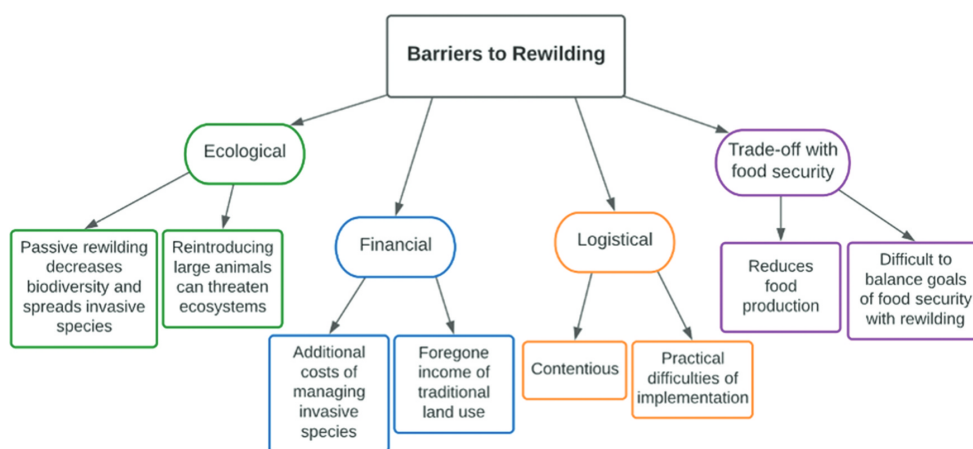 Barriers to Rewilding
Ecological
Trade-off with
food security
Financial
Logistical
Passive rewilding
decreases
biodiversity and
spreads invasive
species
Reintroducing
large animals
can threaten
ecosystems
Additional
costs of
managing
invasive
species
Foregone
income of
traditional
land use
Contentious
Practical
difficulties of
implementation
Reduces
food
production
Difficult to
balance goals
of food security
with rewilding